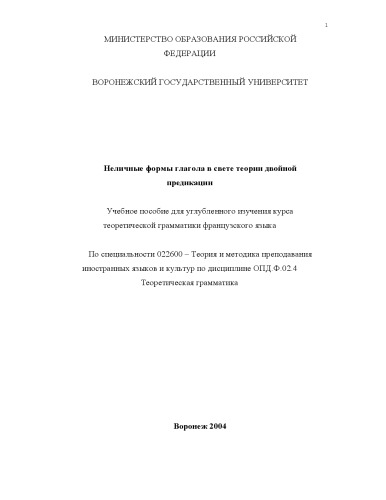 1
МИНИСТЕРСТВО ОБРАЗОВАНИЯ РОССИЙСКОЙ
ФЕДЕРАЦИИ
ВОРОНЕЖСКИЙ ГОСУДАРСТВЕННЫЙ УНИВЕРСИТЕТ
Неличные формы глагола в свете теории двойной
предикации
Учебное пособие для углубленного изучения курса
теоретической грамматики французского языка
По специальности 022600 – Теория и методика преподавания
иностранных языков и культур по дисциплине ОПД.Ф.02.4
Теоретическая грамматика
Воронеж 2004